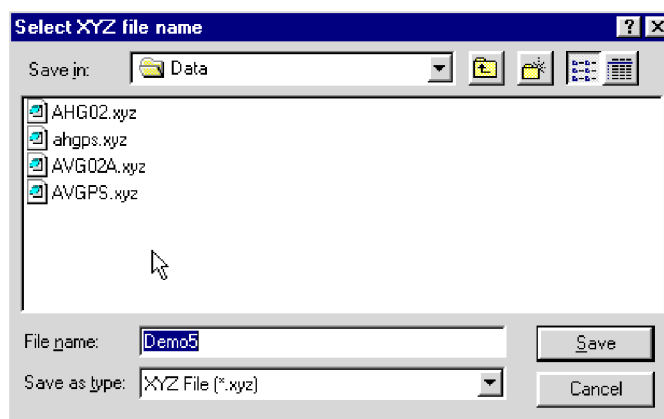 Select XYZ file name
Save in: Data
AHG02.xyz
ahgps.xyz
AVG02A.xyz
AVGPS.xyz
File name: Demo5 Save
Save as type: XYZ File (*.xyz) Cancel